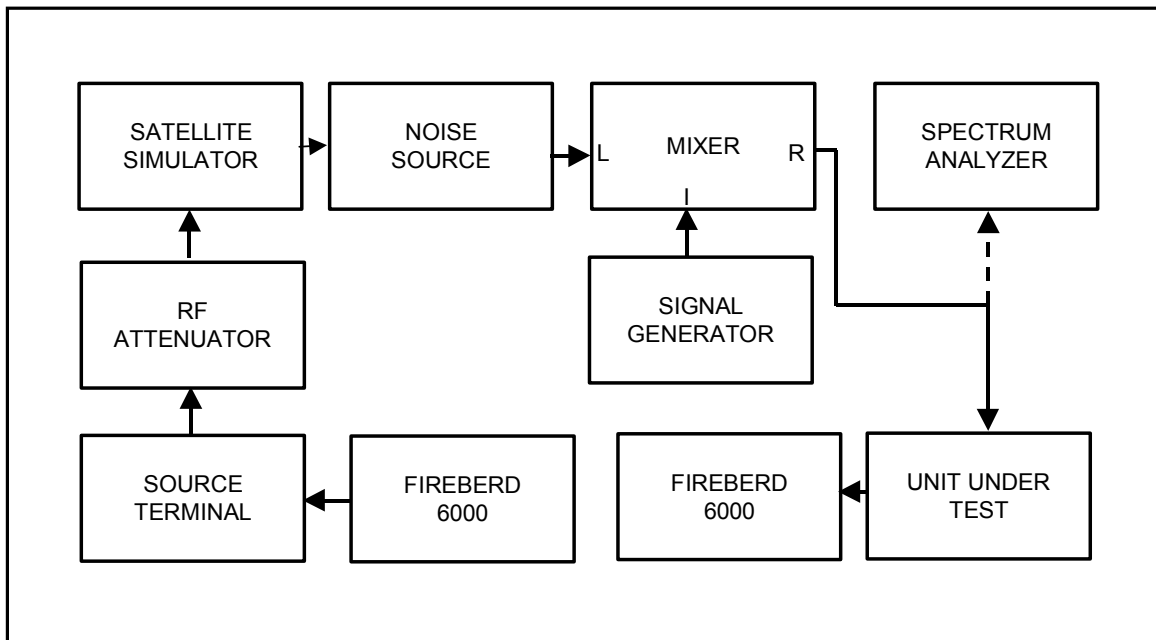 SATELLITE
SIMULATOR
NOISE
SOURCE
L
MIXER
R
I
SPECTRUM
ANALYZER
RF
ATTENUATOR
SIGNAL
GENERATOR
SOURCE
TERMINAL
FIREBERD
6000
FIREBERD
6000
UNIT UNDER
TEST